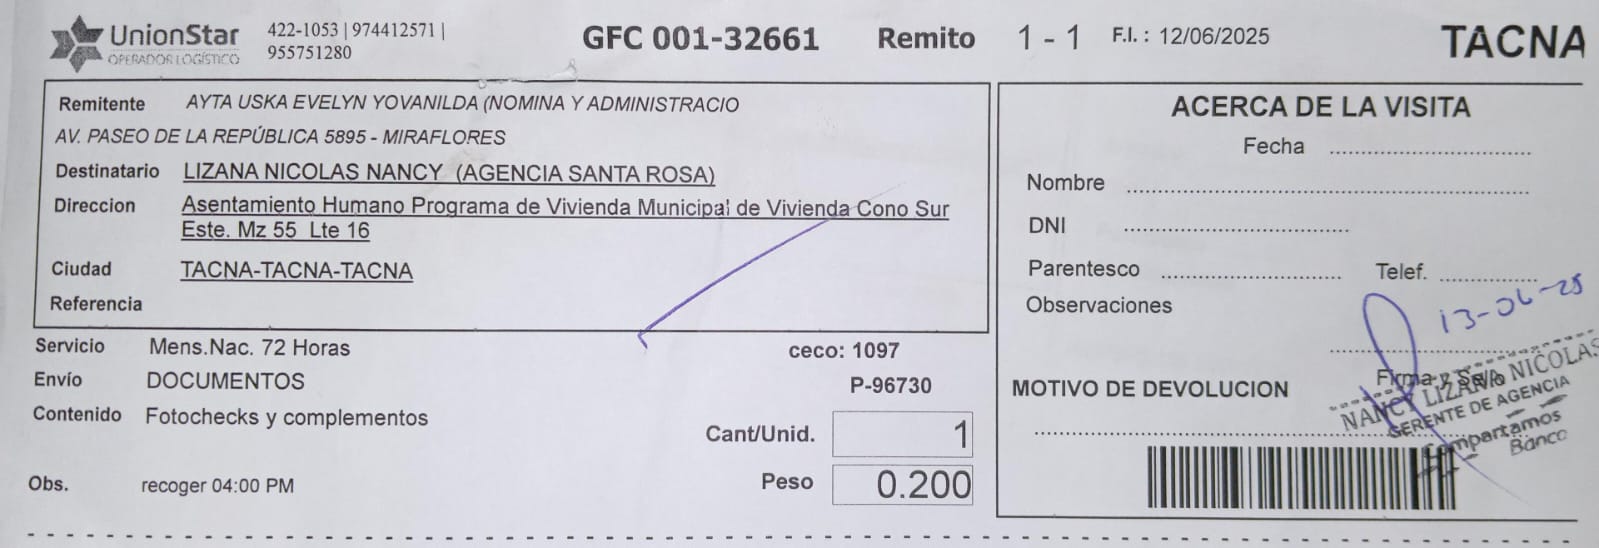 UnionStar
OPERADOR LOGÍSTICO
422-1053 | 974412571 |
955751280
GFC 001-32661 Remito 1 - 1 F.I. : 12/06/2025 TACNA
Remitente AYTA USKA EVELYN YOVANILDA (NOMINA Y ADMINISTRACIO
AV. PASEO DE LA REPÚBLICA 5895 - MIRAFLORES
Destinatario LIZANA NICOLAS NANCY (AGENCIA SANTA ROSA)
Direccion Asentamiento Humano Programa de Vivienda Municipal de Vivienda Cono Sur
Este. Mz 55 Lte 16
Ciudad TACNA-TACNA-TACNA
Referencia
Servicio Mens.Nac. 72 Horas ceco: 1097
Envío DOCUMENTOS P-96730
Contenido Fotochecks y complementos
Cant/Unid. 1
Peso 0.200
Obs. recoger 04:00 PM
ACERCA DE LA VISITA
Fecha
Nombre
DNI
Parentesco Telef.
Observaciones
13-06-25
Firma y Sello
MOTIVO DE DEVOLUCION
NANCY LIZANA NICOLAS
GERENTE DE AGENCIA
Compartamos
Banco